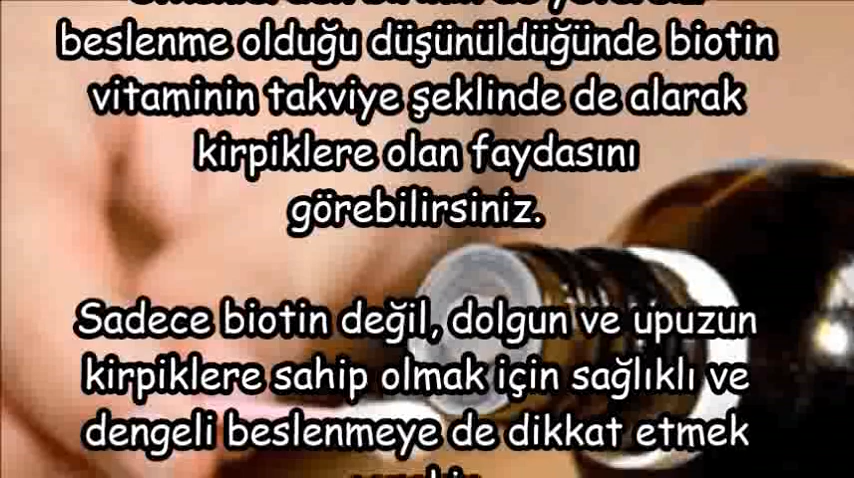 beslenme olduğu düşünüldüğünde biotin
vitaminin takviye şeklinde de alarak
kirpiklere olan faydasını
görebilirsiniz.
Sadece biotin değil, dolgun ve upuzun
kirpiklere sahip olmak için sağlıklı ve
dengeli beslenmeye de dikkat etmek